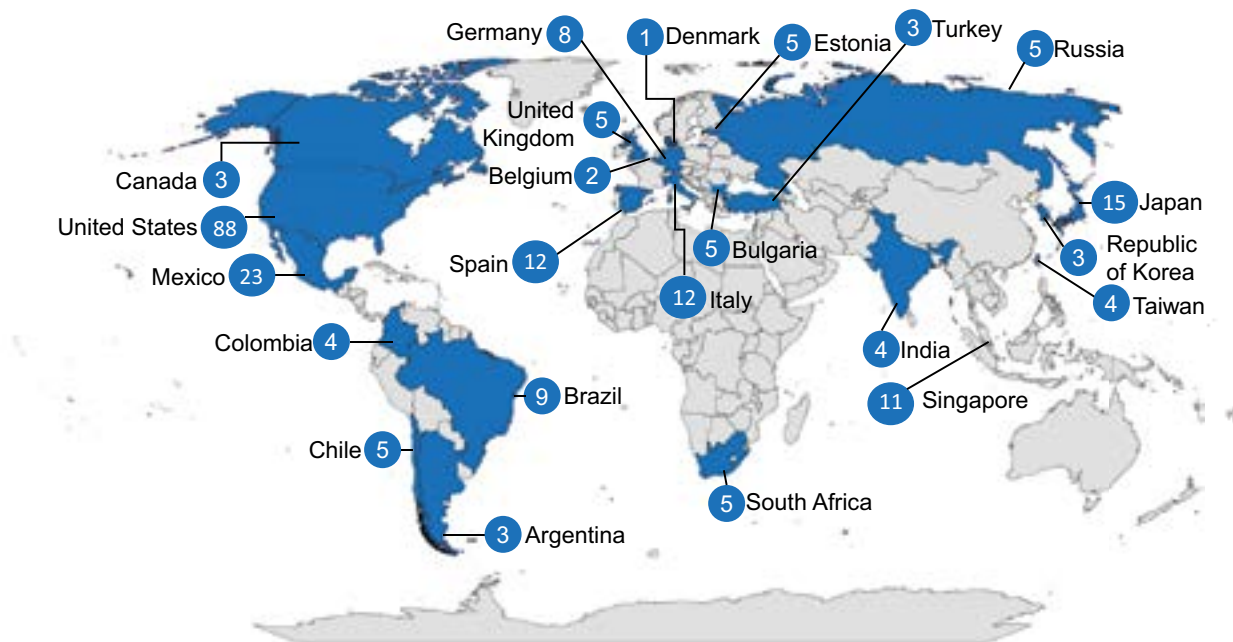 Germany 8
1 Denmark
5 Estonia
3 Turkey
5 Russia
United
Kingdom 5
Belgium 2
Canada 3
United States 88
Mexico 23
Spain 12
5 Bulgaria
12 Italy
15 Japan
3 Republic
of Korea
4 Taiwan
Colombia 4
4 India
9 Brazil
11 Singapore
Chile 5
5 South Africa
3 Argentina